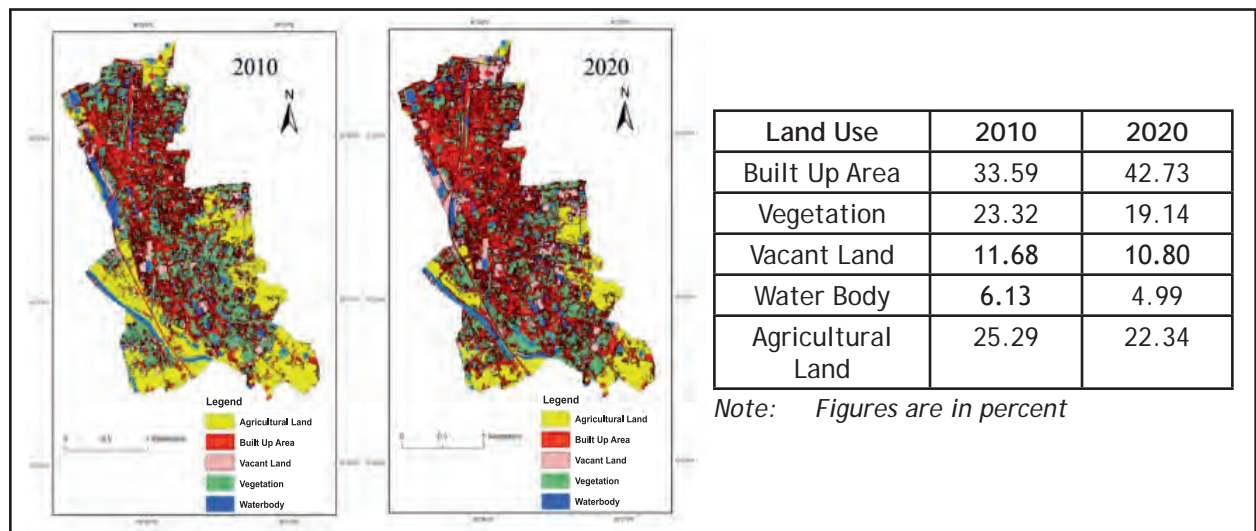 2010
N
Legend
Agricultural Land
Built Up Area
Vacant Land
Vegetation
Waterbody
2020
N
Legend
Agricultural Land
Built Up Area
Vacant Land
Vegetation
Waterbody
Land Use 2010 2020
Built Up Area 33.59 42.73
Vegetation 23.32 19.14
Vacant Land 11.68 10.80
Water Body 6.13 4.99
Agricultural
Land 25.29 22.34
Note: Figures are in percent